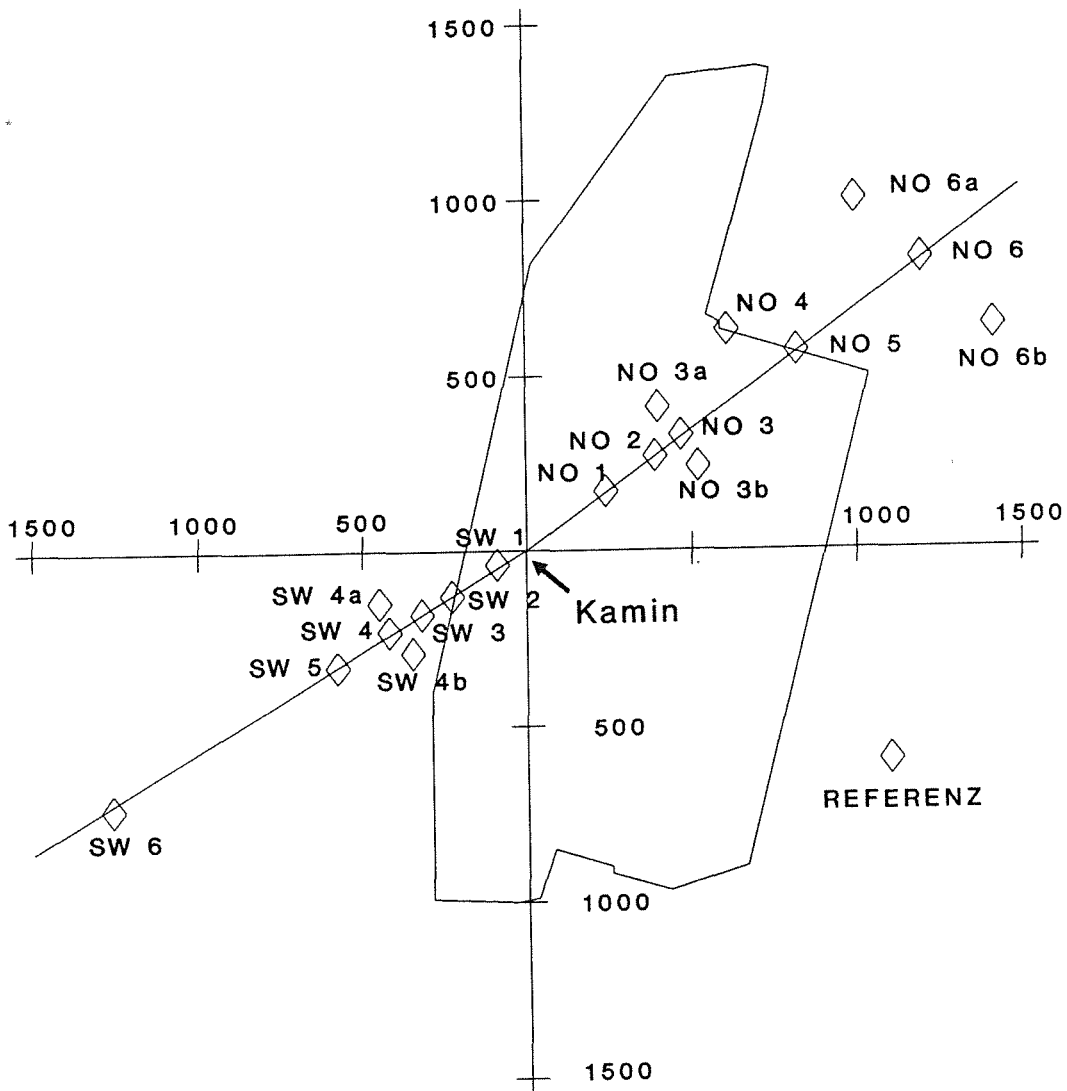 1500
1000
NO 6a
NO 6
NO 4
NO 5
NO 6b
500
NO 3a
NO 3
NO 2
NO 1
NO 3b
1500
1000
500
1000
1500
SW 1
SW 4a
SW 2
Kamin
SW 4
SW 3
SW 5
SW 4b
500
REFERENZ
SW 6
1000
1500